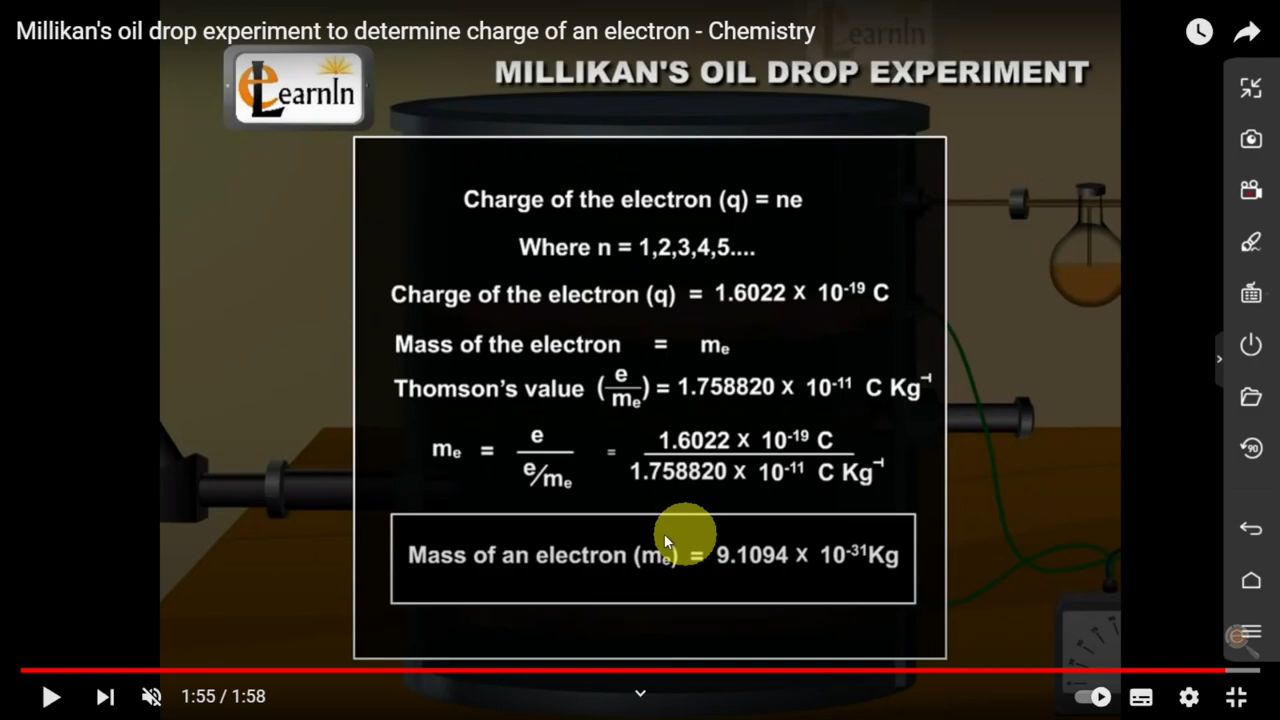 Millikan's oil drop experiment to determine charge of an electron - Chemistry
earnIn
eLearnIn
MILLIKAN'S OIL DROP EXPERIMENT
Charge of the electron (q) = ne
Where n = 1,2,3,4,5....
Charge of the electron (q) = 1.6022 X 10⁻¹⁹ C
Mass of the electron = mₑ
Thomson's value (e/mₑ) = 1.758820 X 10⁻¹¹ C Kg⁻¹
mₑ = e / (e/mₑ) = 1.6022 X 10⁻¹⁹ C / 1.758820 X 10⁻¹¹ C Kg⁻¹
Mass of an electron (mₑ) = 9.1094 X 10⁻³¹Kg
90
1:55 / 1:58